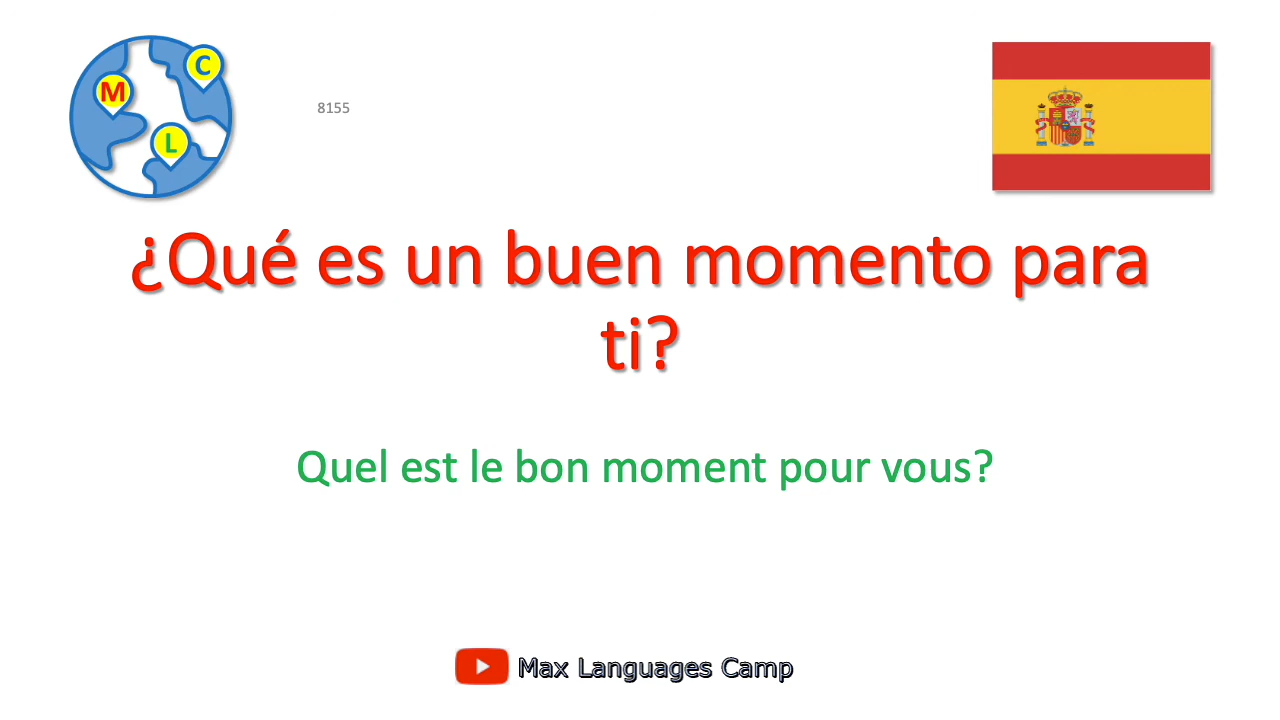 M
C
L
8155
¿Qué es un buen momento para
ti?
Quel est le bon moment pour vous?
Max Languages Camp